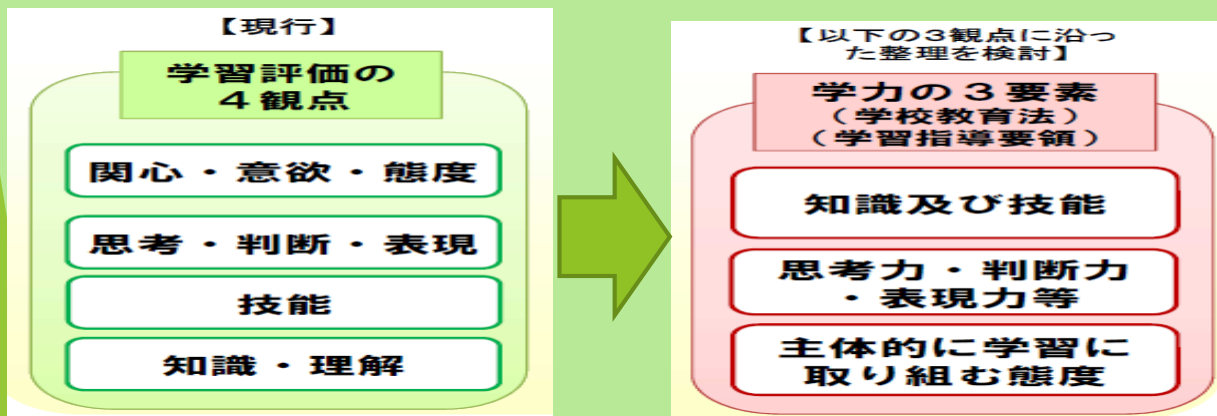 【現行】
学習評価の
４観点
関心・意欲・態度
思考・判断・表現
技能
知識・理解
【以下の３観点に沿っ
た整理を検討】
学力の３要素
（学校教育法）
（学習指導要領）
知識及び技能
思考力・判断力
・表現力等
主体的に学習に
取り組む態度